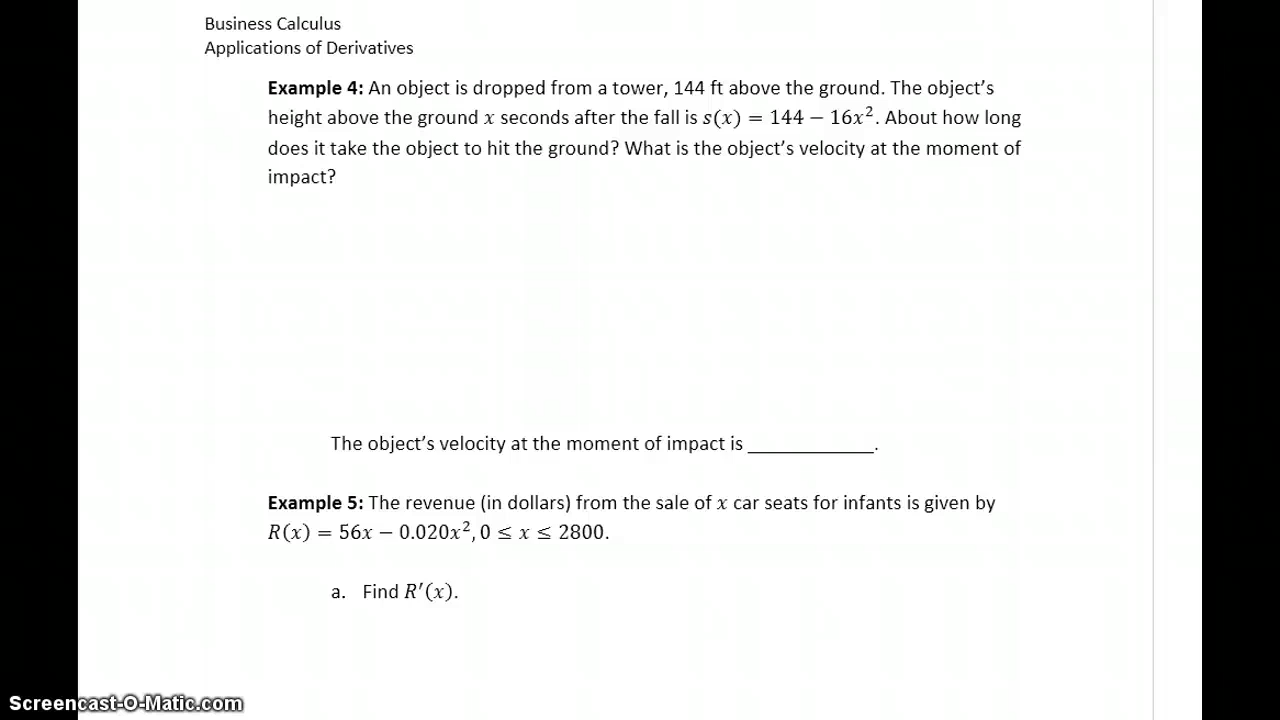 Business Calculus
Applications of Derivatives
Example 4: An object is dropped from a tower, 144 ft above the ground. The object’s
height above the ground x seconds after the fall is s(x) = 144 − 16x². About how long
does it take the object to hit the ground? What is the object’s velocity at the moment of
impact?
The object’s velocity at the moment of impact is _____________.
Example 5: The revenue (in dollars) from the sale of x car seats for infants is given by
R(x) = 56x − 0.020x², 0 ≤ x ≤ 2800.
a. Find R′(x).
Screencast-O-Matic.com